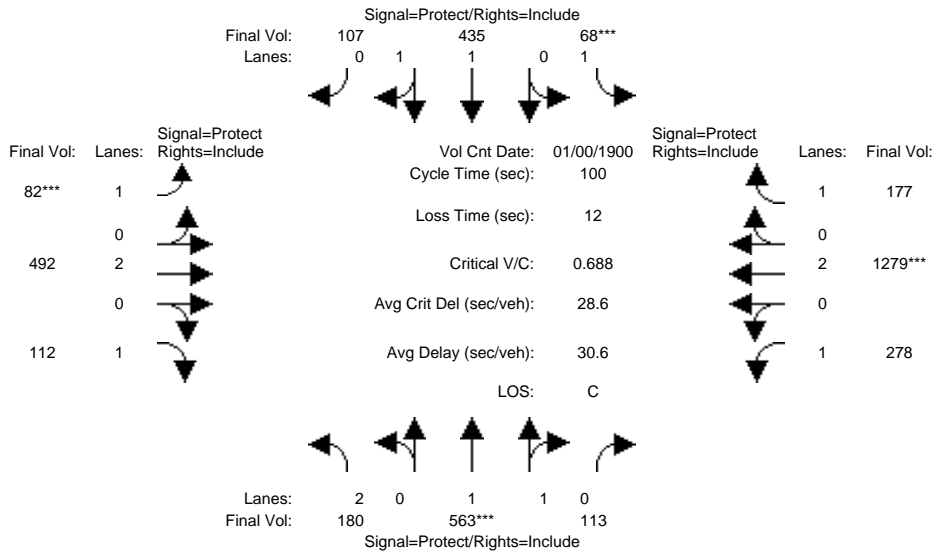 Signal=Protect/Rights=Include
Final Vol: 107 435 68***
Lanes: 0 1 1 0 1
Signal=Protect Signal=Protect
Final Vol: Lanes: Rights=Include Vol Cnt Date: 01/00/1900 Rights=Include Lanes: Final Vol:
Cycle Time (sec): 100
82*** 1 1 177
Loss Time (sec): 12
0 0
492 2 Critical V/C: 0.688 2 1279***
0 Avg Crit Del (sec/veh): 28.6 0
112 1 Avg Delay (sec/veh): 30.6 1 278
LOS: C
Lanes: 2 0 1 1 0
Final Vol: 180 563*** 113
Signal=Protect/Rights=Include